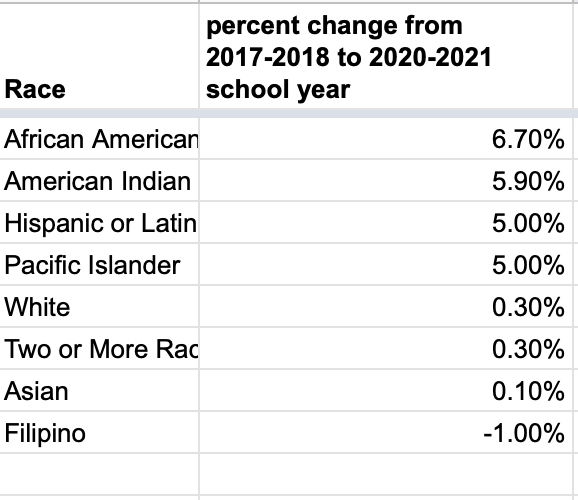 Race percent change from
2017-2018 to 2020-2021
school year
African American 6.70%
American Indian 5.90%
Hispanic or Latin 5.00%
Pacific Islander 5.00%
White 0.30%
Two or More Rac 0.30%
Asian 0.10%
Filipino -1.00%